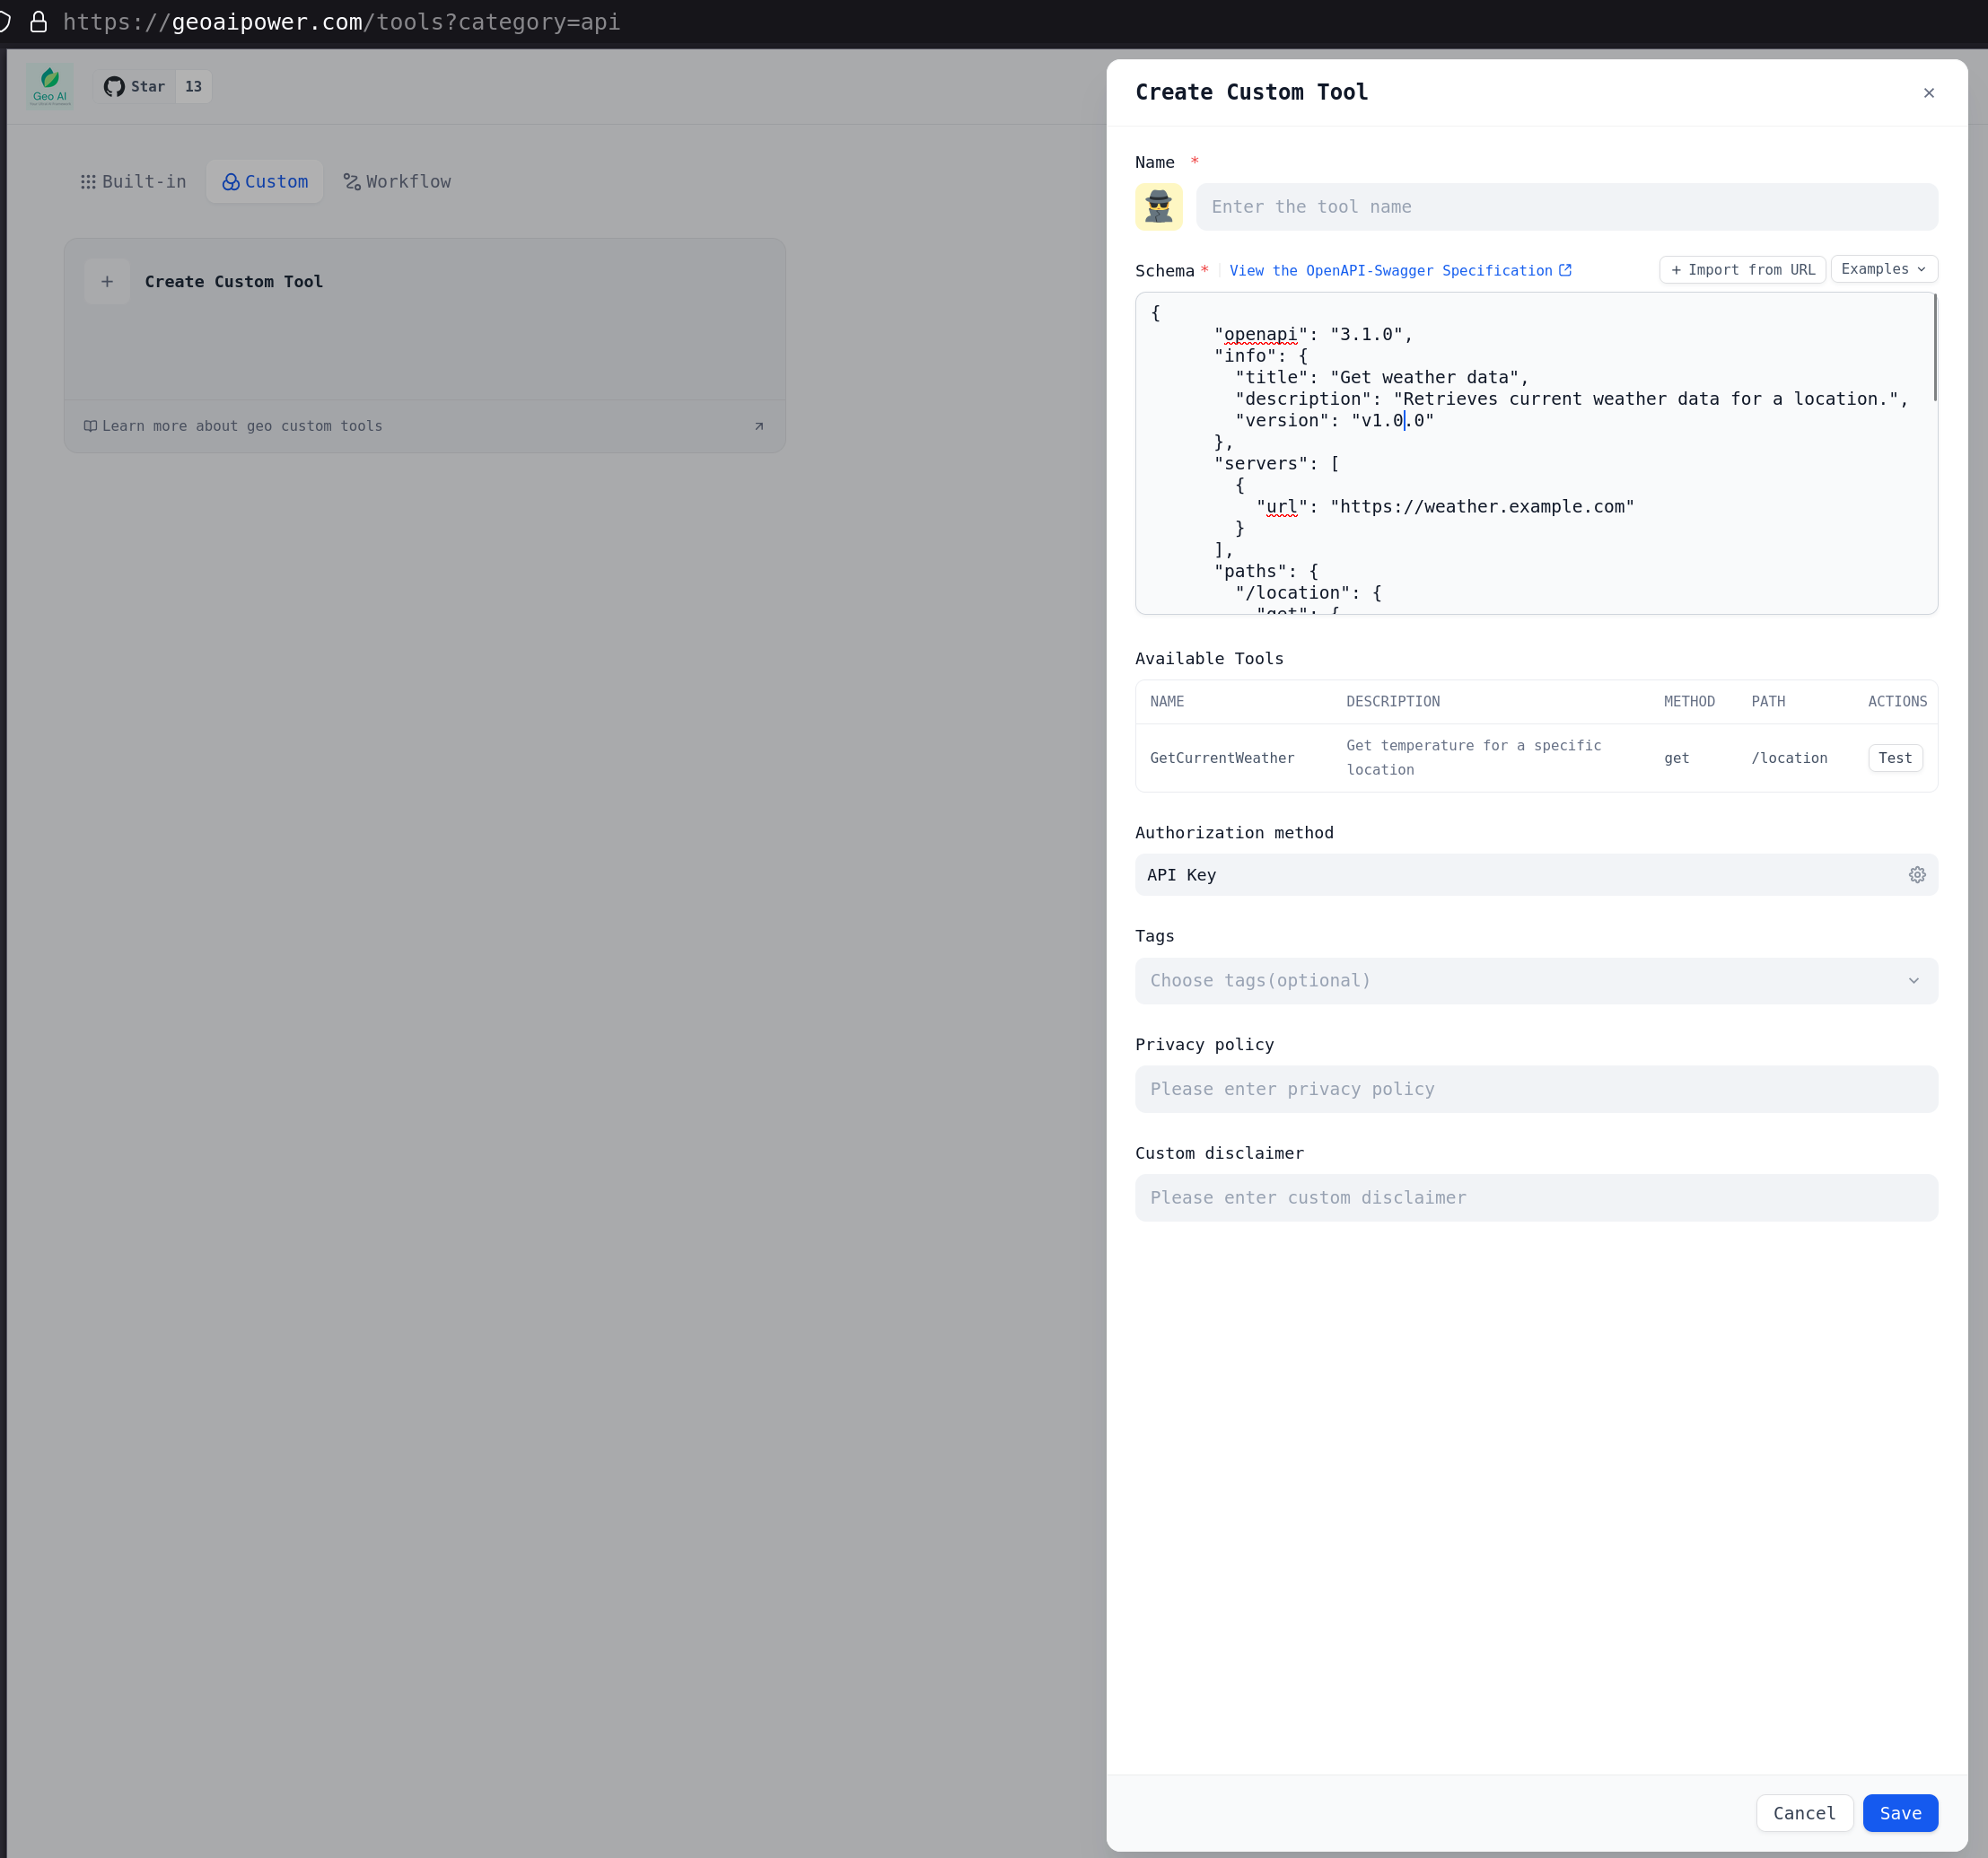 https://geoaipower.com/tools?category=api
Geo AI
Star 13
Built-in Custom Workflow
Create Custom Tool
Learn more about geo custom tools
Create Custom Tool
Name *
Enter the tool name
Schema * View the OpenAPI-Swagger Specification + Import from URL Examples
{
"openapi": "3.1.0",
"info": {
"title": "Get weather data",
"description": "Retrieves current weather data for a location.",
"version": "v1.0.0"
},
"servers": [
{
"url": "https://weather.example.com"
}
],
"paths": {
"/location": {
"get": {
Available Tools
NAME DESCRIPTION METHOD PATH ACTIONS
GetCurrentWeather Get temperature for a specific location get /location Test
Authorization method
API Key
Tags
Choose tags(optional)
Privacy policy
Please enter privacy policy
Custom disclaimer
Please enter custom disclaimer
Cancel Save